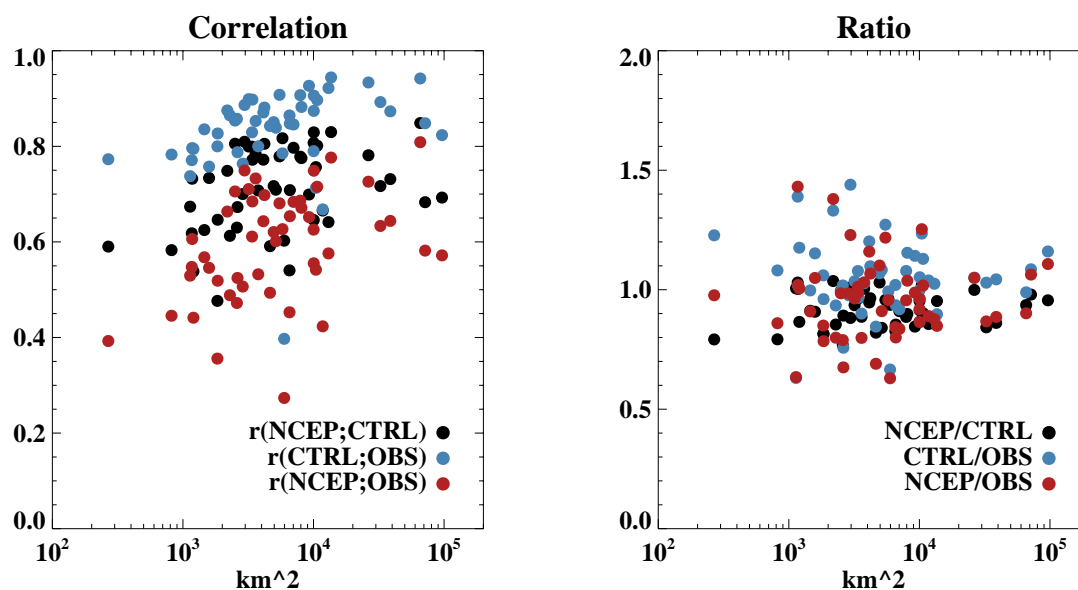 Correlation
1.0
0.8
0.6
0.4
0.2
0.0
r(NCEP;CTRL)
r(CTRL;OBS)
r(NCEP;OBS)
10^2 10^3 10^4 10^5
km^2
Ratio
2.0
1.5
1.0
0.5
0.0
NCEP/CTRL
CTRL/OBS
NCEP/OBS
10^2 10^3 10^4 10^5
km^2